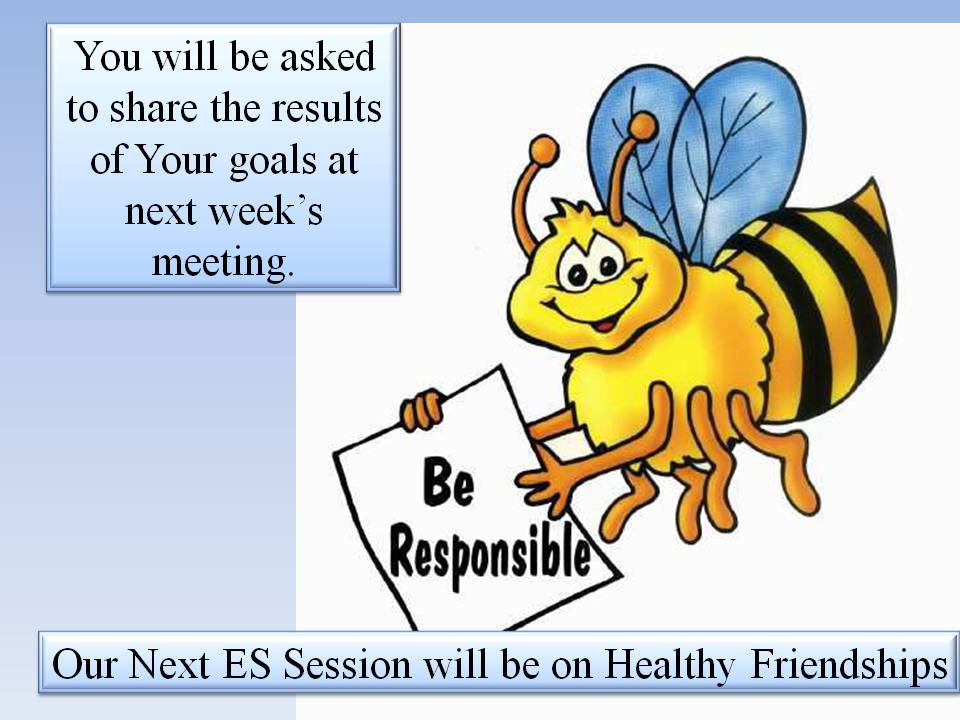 You will be asked
to share the results
of Your goals at
next week’s
meeting.
Be
Responsible
Our Next ES Session will be on Healthy Friendships